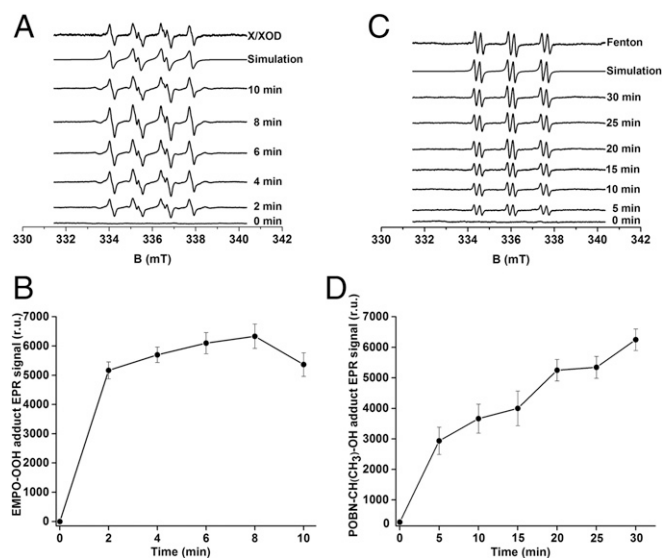 A
X/XOD
Simulation
10 min
8 min
6 min
4 min
2 min
0 min
330 332 334 336 338 340 342
B (mT)
C
Fenton
Simulation
30 min
25 min
20 min
15 min
10 min
5 min
0 min
330 332 334 336 338 340 342
B (mT)
B
EMPO-OOH adduct EPR signal (r.u.)
7000
6000
5000
4000
3000
2000
1000
0
0 2 4 6 8 10
Time (min)
D
POBN-CH(CH3)-OH adduct EPR signal (r.u.)
7000
6000
5000
4000
3000
2000
1000
0
0 5 10 15 20 25 30
Time (min)